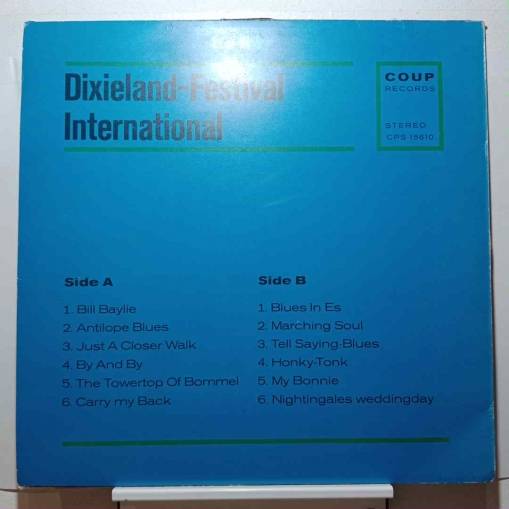 Dixieland-Festival
International
COUP
RECORDS
STEREO
CPS 15610
Side A
1. Bill Baylie
2. Antilope Blues
3. Just A Closer Walk
4. By And By
5. The Towertop Of Bommel
6. Carry my Back
Side B
1. Blues In Es
2. Marching Soul
3. Tell Saying-Blues
4. Honky-Tonk
5. My Bonnie
6. Nightingales weddingday